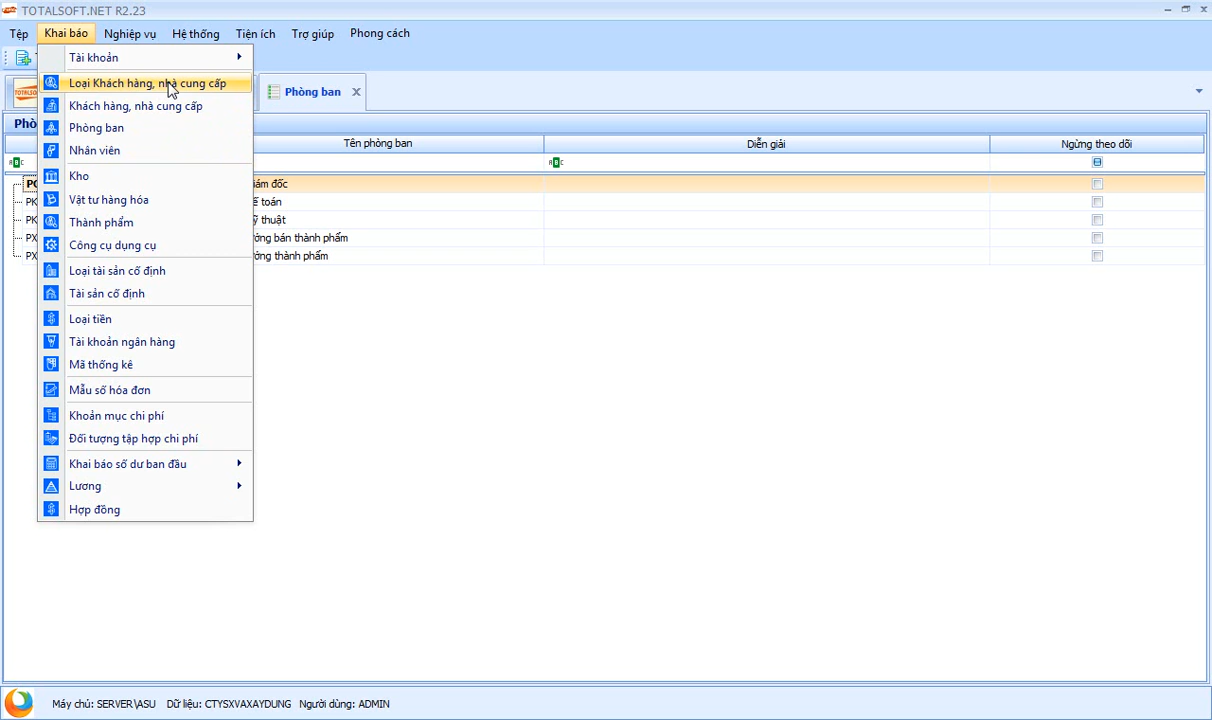 TOTALSOFT.NET R2.23
Tệp Khai báo Nghiệp vụ Hệ thống Tiện ích Trợ giúp Phong cách
Tài khoản
Loại Khách hàng, nhà cung cấp
Khách hàng, nhà cung cấp
Phòng ban
Nhân viên
Kho
Vật tư hàng hóa
Thành phẩm
Công cụ dụng cụ
Loại tài sản cố định
Tài sản cố định
Loại tiền
Tài khoản ngân hàng
Mã thống kê
Mẫu số hóa đơn
Khoản mục chi phí
Đối tượng tập hợp chi phí
Khai báo số dư ban đầu
Lương
Hợp đồng
Phòng ban
Tên phòng ban Diễn giải Ngừng theo dõi
Máy chủ: SERVER\ASU Dữ liệu: CTYSXVAXAYDUNG Người dùng: ADMIN